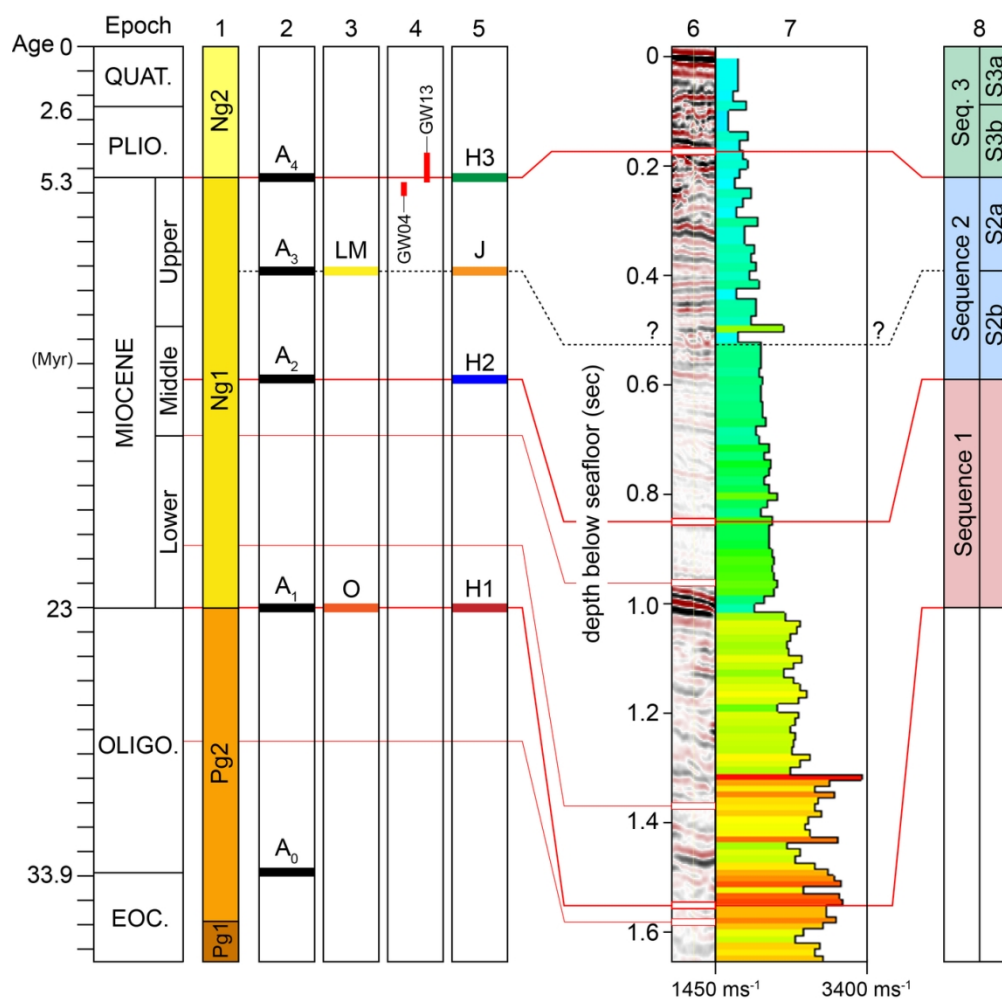 Epoch
1
2
3
4
5
6
7
8
Age 0
2.6
5.3
(Myr)
23
33.9
QUAT.
PLIO.
MIOCENE
Upper
Middle
Lower
OLIGO.
EOC.
Ng2
Ng1
Pg2
Pg1
A4
A3
A2
A1
A0
LM
O
GW13
GW04
H3
J
H2
H1
depth below seafloor (sec)
0
0.2
0.4
0.6
0.8
1.0
1.2
1.4
1.6
?
?
1450 ms-1
3400 ms-1
Seq. 3
S3a
S3b
Sequence 2
S2a
S2b
Sequence 1